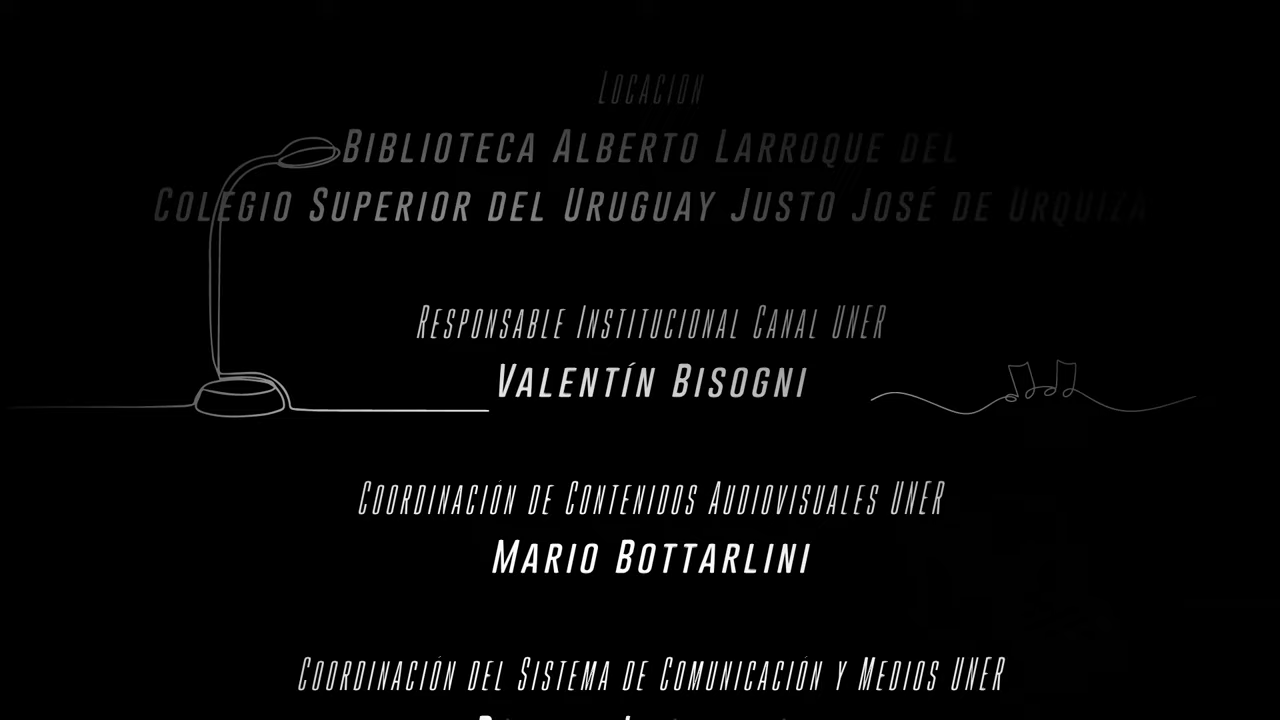 Locación
Biblioteca Alberto Larroque del
Colegio Superior del Uruguay Justo José de Urquiza
Responsable Institucional Canal UNER
Valentín Bisogni
Coordinación de Contenidos Audiovisuales UNER
Mario Bottarlini
Coordinación del Sistema de Comunicación y Medios UNER